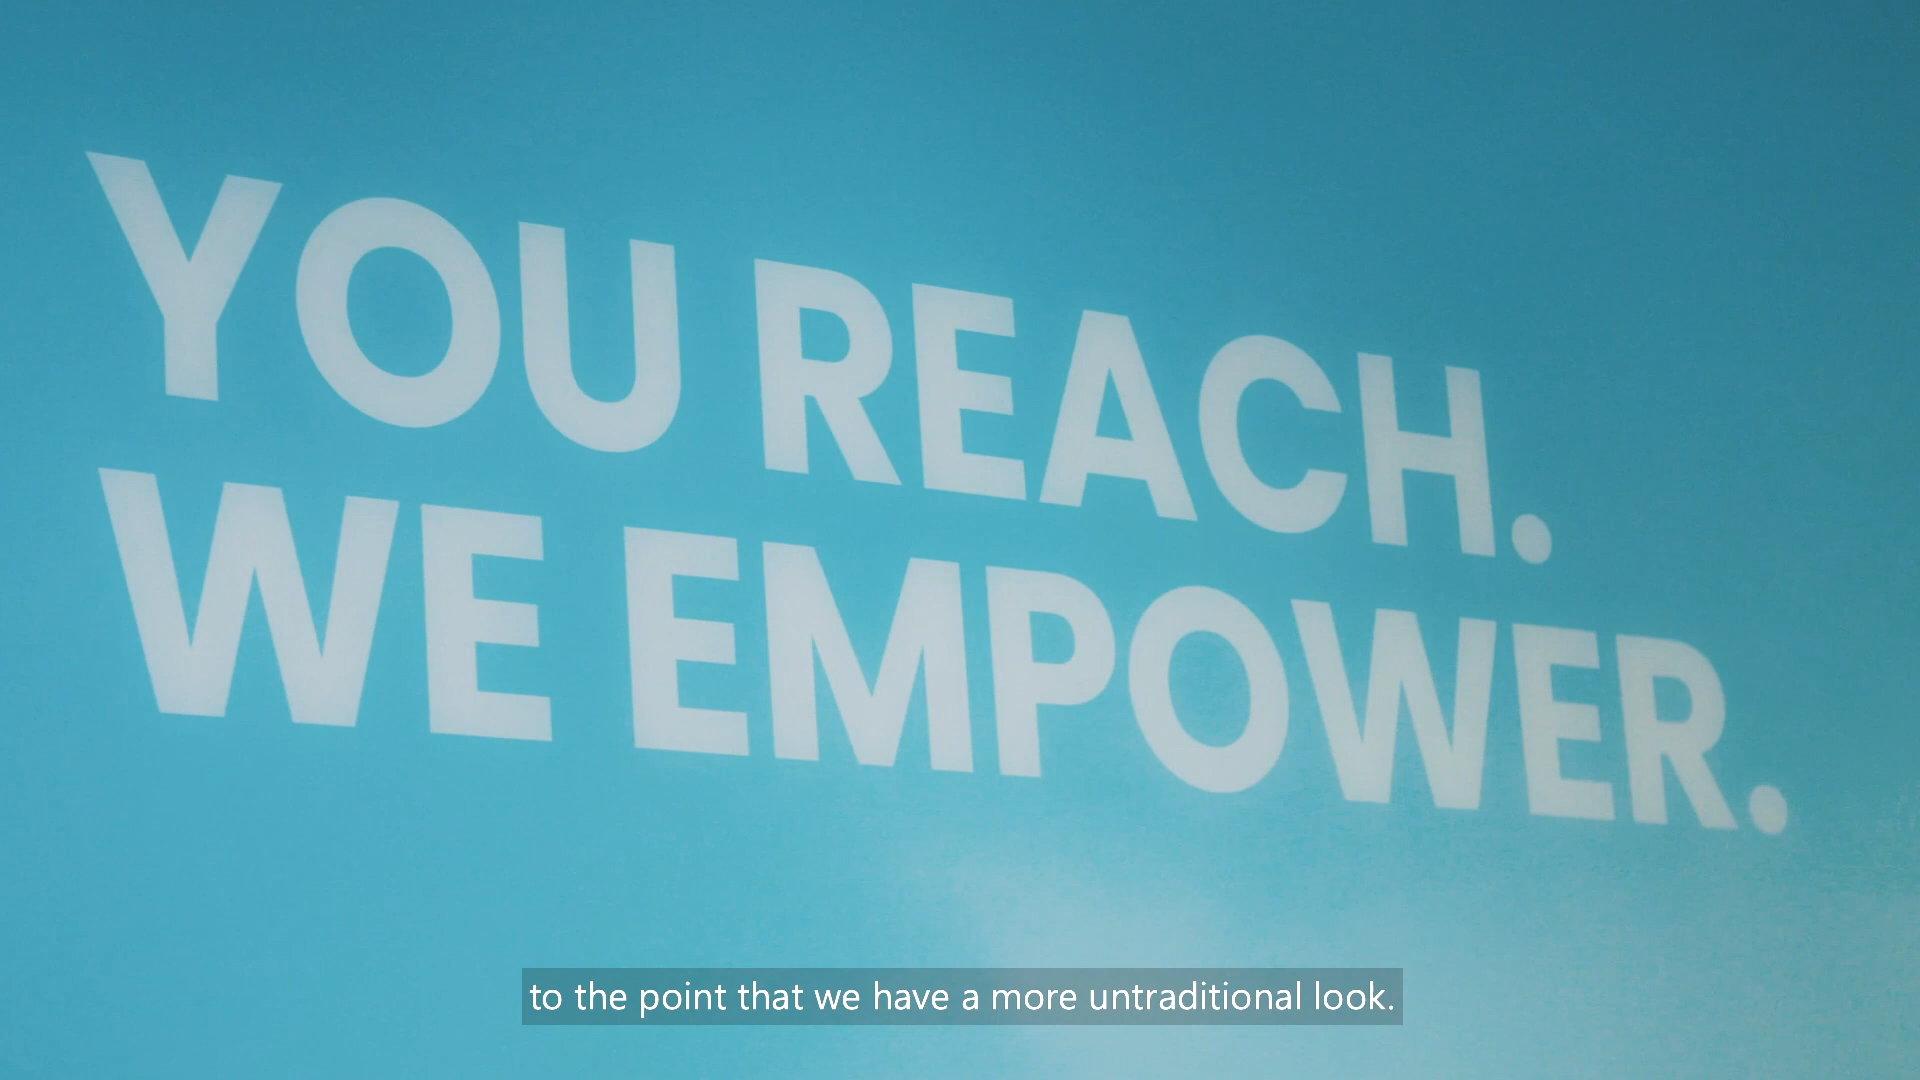 YOU REACH.
WE EMPOWER.
to the point that we have a more untraditional look.